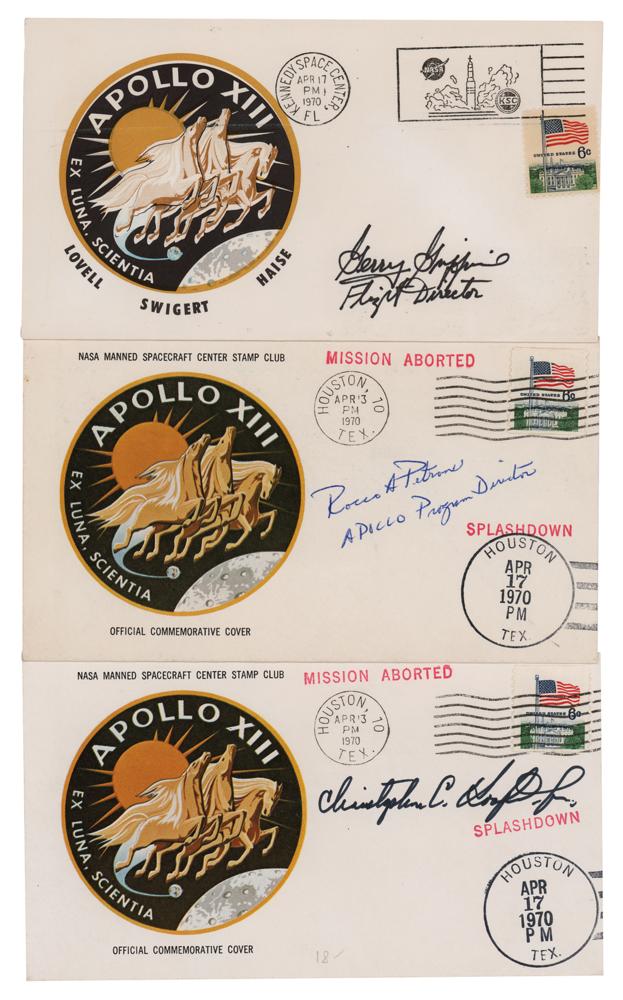 APOLLO XIII
EX LUNA, SCIENTIA
LOVELL SWIGERT HAISE
KENNEDY SPACE CENTER, FL
APR 17
PM
1970
NASA
KSC
UNITED STATES 6c
Gerry Griffin
Flight Director
NASA MANNED SPACECRAFT CENTER STAMP CLUB
MISSION ABORTED
APOLLO XIII
EX LUNA, SCIENTIA
HOUSTON, 10
APR 13
PM
1970
TEX.
UNITED STATES 6c
Rocco A Petrone
APOLLO Program Director
SPLASHDOWN
HOUSTON
APR
17
1970
PM
TEX.
OFFICIAL COMMEMORATIVE COVER
NASA MANNED SPACECRAFT CENTER STAMP CLUB
MISSION ABORTED
APOLLO XIII
EX LUNA, SCIENTIA
HOUSTON, 10
APR 13
PM
1970
TEX.
UNITED STATES 6c
Christopher C. Kraft Jr.
SPLASHDOWN
HOUSTON
APR
17
1970
PM
TEX.
OFFICIAL COMMEMORATIVE COVER
18-